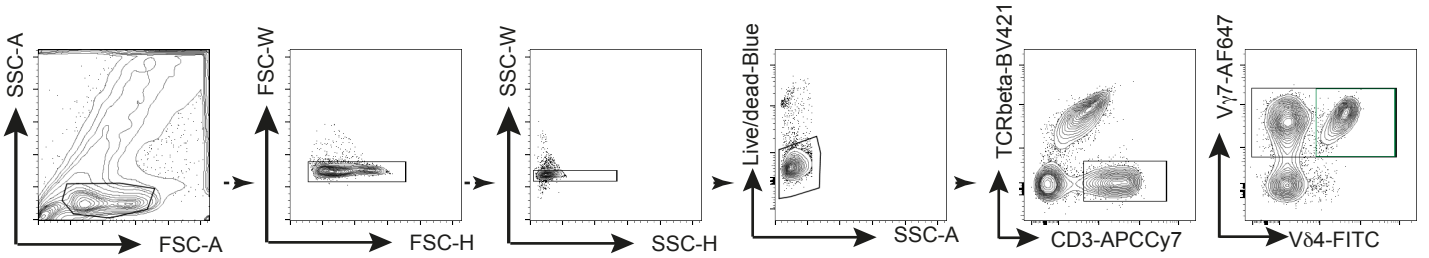 SSC-A
FSC-A
FSC-W
FSC-H
SSC-W
SSC-H
Live/dead-Blue
SSC-A
TCRbeta-BV421
CD3-APCCy7
Vγ7-AF647
Vδ4-FITC